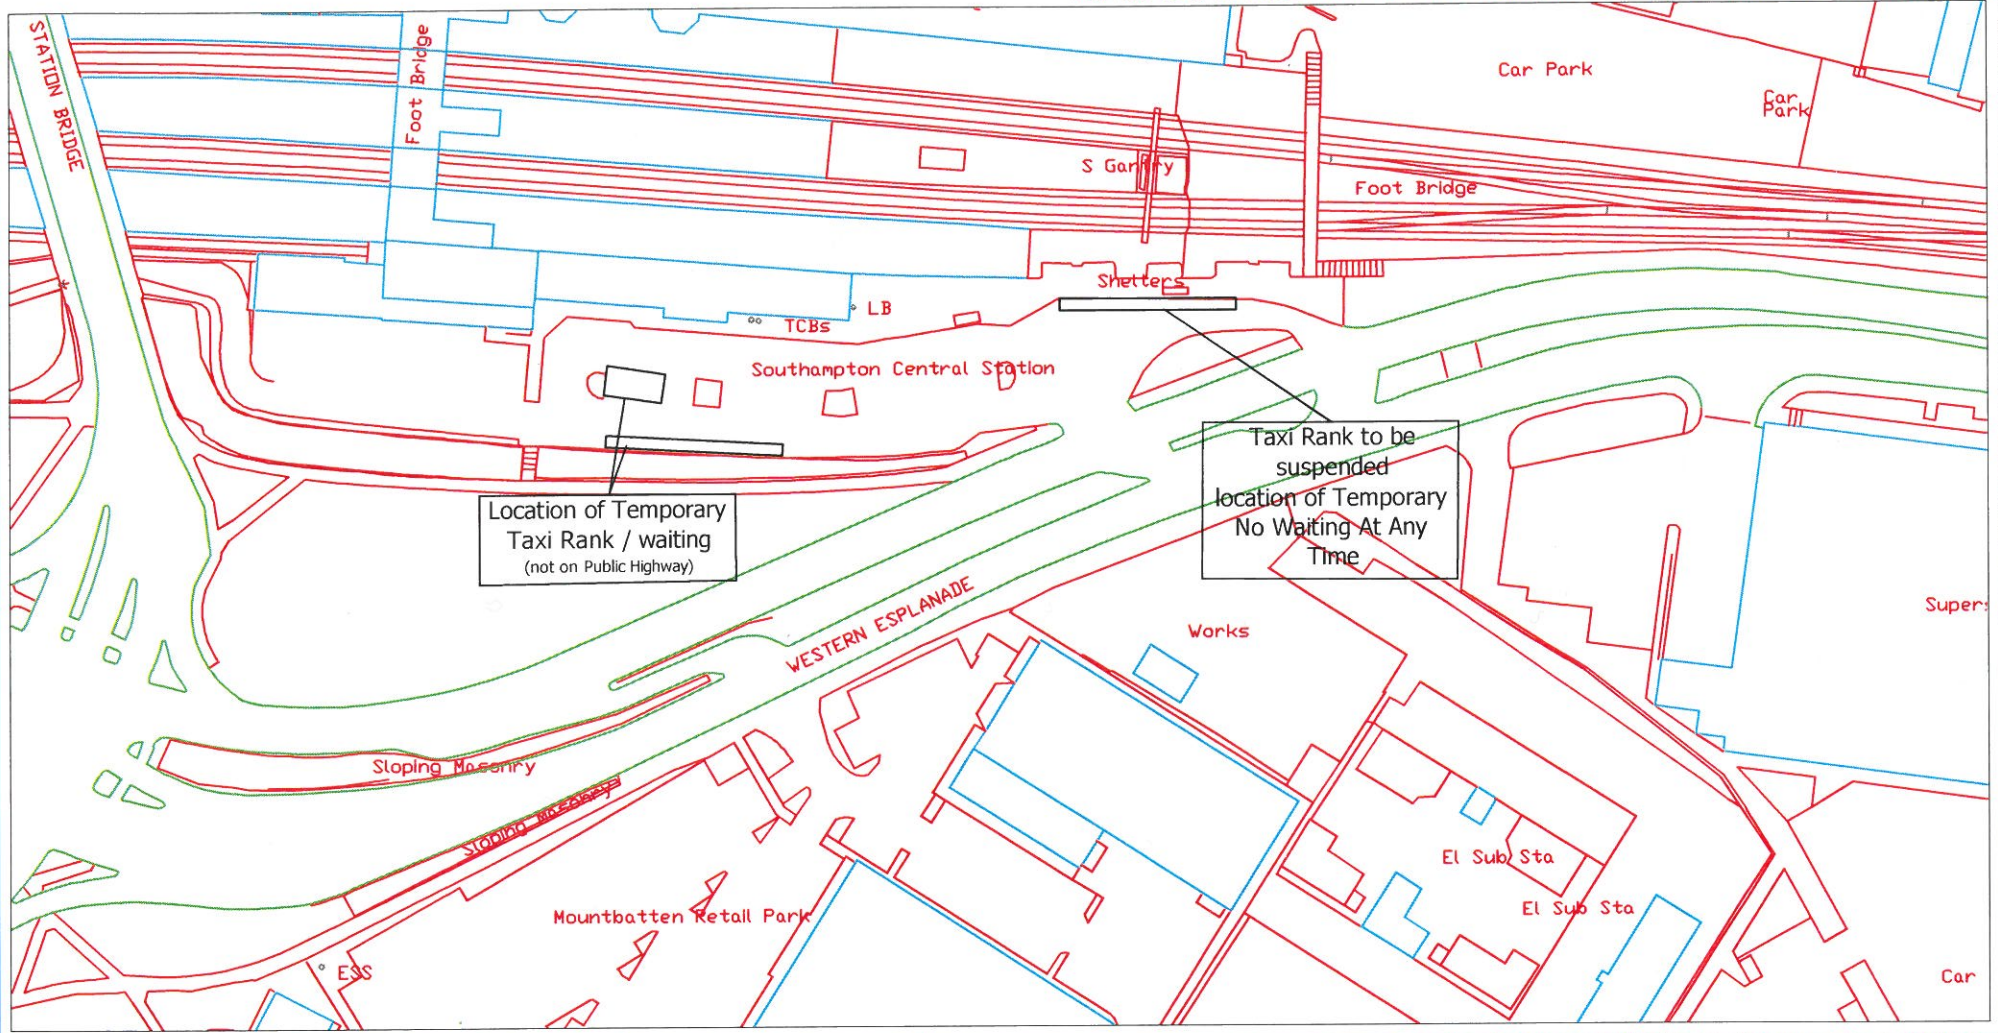 STATION BRIDGE
Foot Bridge
Car Park
Car
Park
S Gantry
Foot Bridge
Shelters
LB
TCBs
Southampton Central Station
Taxi Rank to be
suspended
location of Temporary
No Waiting At Any
Time
Location of Temporary
Taxi Rank / waiting
(not on Public Highway)
WESTERN ESPLANADE
Works
Supers
Sloping Masonry
Sloping Masonry
El Sub Sta
El Sub Sta
Mountbatten Retail Park
ESS
Car